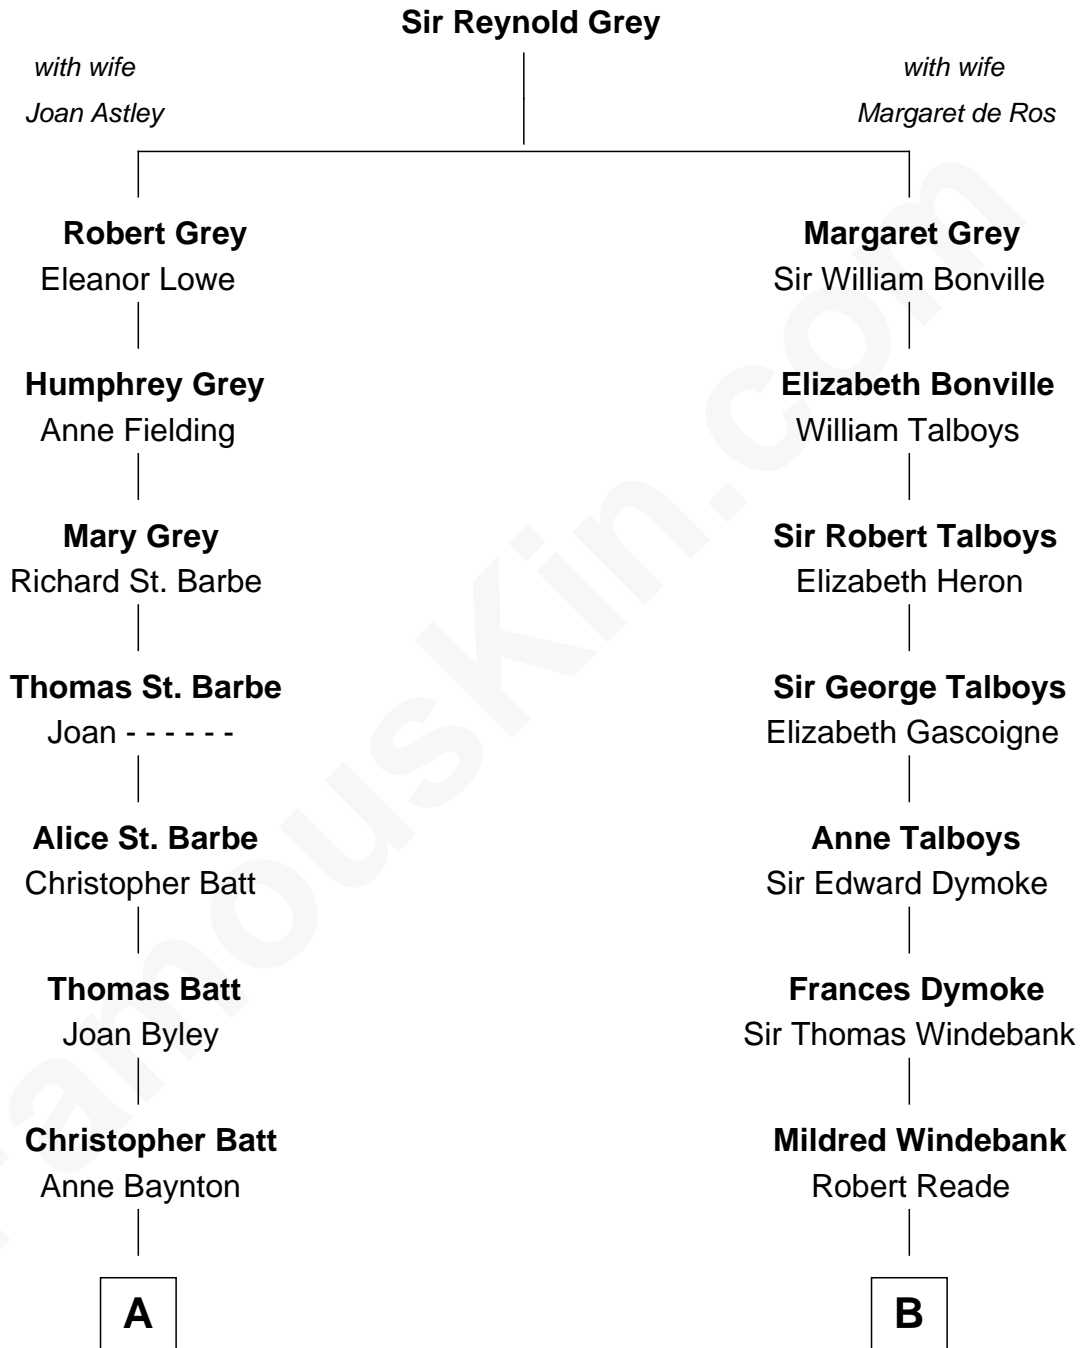 Sir Reynold Grey
with wife
Joan Astley
with wife
Margaret de Ros
Robert Grey
Eleanor Lowe
Margaret Grey
Sir William Bonville
Humphrey Grey
Anne Fielding
Elizabeth Bonville
William Talboys
Mary Grey
Richard St. Barbe
Sir Robert Talboys
Elizabeth Heron
Thomas St. Barbe
Joan - - - - - -
Sir George Talboys
Elizabeth Gascoigne
Alice St. Barbe
Christopher Batt
Anne Talboys
Sir Edward Dymoke
Thomas Batt
Joan Byley
Frances Dymoke
Sir Thomas Windebank
Christopher Batt
Anne Baynton
Mildred Windebank
Robert Reade
A
B
FamousKin.com